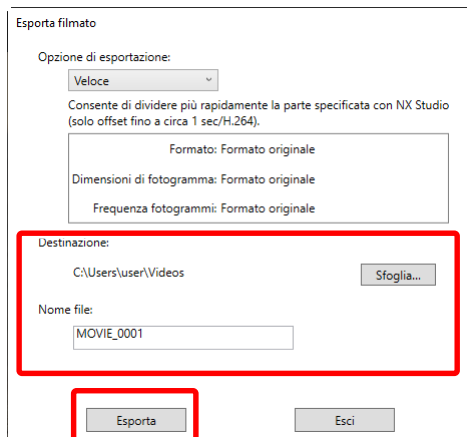 Esporta filmato
Opzione di esportazione:
Veloce
Consente di dividere più rapidamente la parte specificata con NX Studio
(solo offset fino a circa 1 sec/H.264).
Formato: Formato originale
Dimensioni di fotogramma: Formato originale
Frequenza fotogrammi: Formato originale
Destinazione:
C:\Users\user\Videos
Sfoglia...
Nome file:
MOVIE_0001
Esporta
Esci